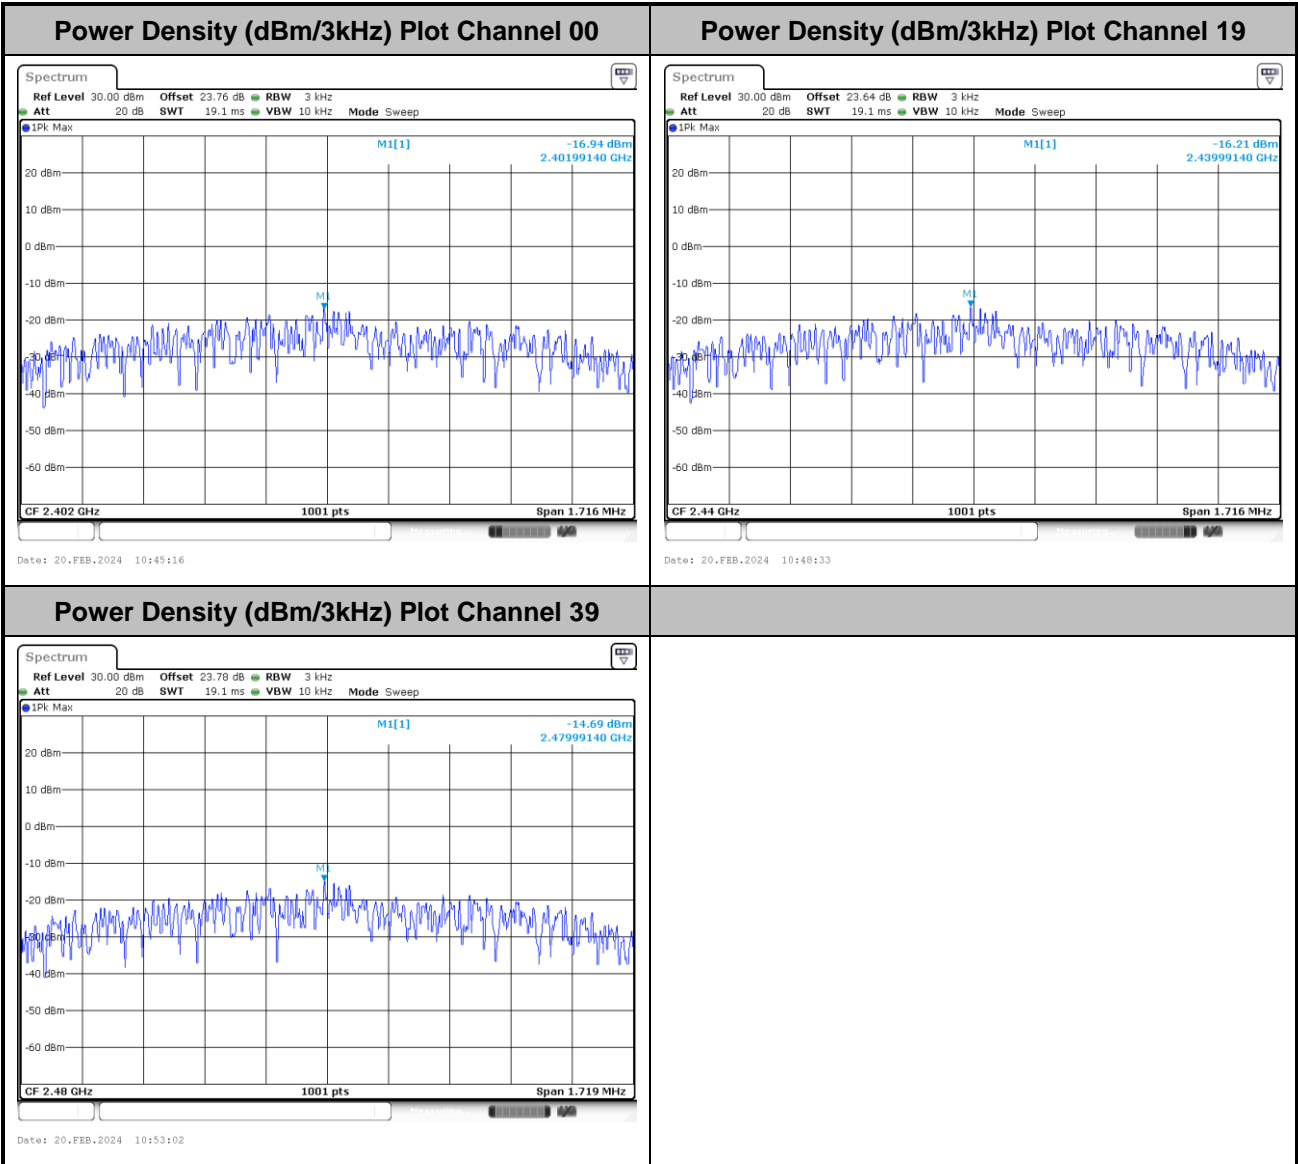 Power Density (dBm/3kHz) Plot Channel 00
Spectrum
Ref Level 30.00 dBm Offset 23.76 dB RBW 3 kHz
Att 20 dB SWT 19.1 ms VBW 10 kHz Mode Sweep
1Pk Max
M1[1] -16.94 dBm
2.40199140 GHz
20 dBm
10 dBm
0 dBm
-10 dBm
M1
-20 dBm
-30 dBm
-40 dBm
-50 dBm
-60 dBm
CF 2.402 GHz 1001 pts Span 1.716 MHz
Date: 20.FEB.2024 10:45:16
Power Density (dBm/3kHz) Plot Channel 19
Spectrum
Ref Level 30.00 dBm Offset 23.64 dB RBW 3 kHz
Att 20 dB SWT 19.1 ms VBW 10 kHz Mode Sweep
1Pk Max
M1[1] -16.21 dBm
2.43999140 GHz
20 dBm
10 dBm
0 dBm
-10 dBm
M1
-20 dBm
-30 dBm
-40 dBm
-50 dBm
-60 dBm
CF 2.44 GHz 1001 pts Span 1.716 MHz
Date: 20.FEB.2024 10:48:33
Power Density (dBm/3kHz) Plot Channel 39
Spectrum
Ref Level 30.00 dBm Offset 23.78 dB RBW 3 kHz
Att 20 dB SWT 19.1 ms VBW 10 kHz Mode Sweep
1Pk Max
M1[1] -14.69 dBm
2.47999140 GHz
20 dBm
10 dBm
0 dBm
-10 dBm
M1
-20 dBm
-30 dBm
-40 dBm
-50 dBm
-60 dBm
CF 2.48 GHz 1001 pts Span 1.719 MHz
Date: 20.FEB.2024 10:53:02